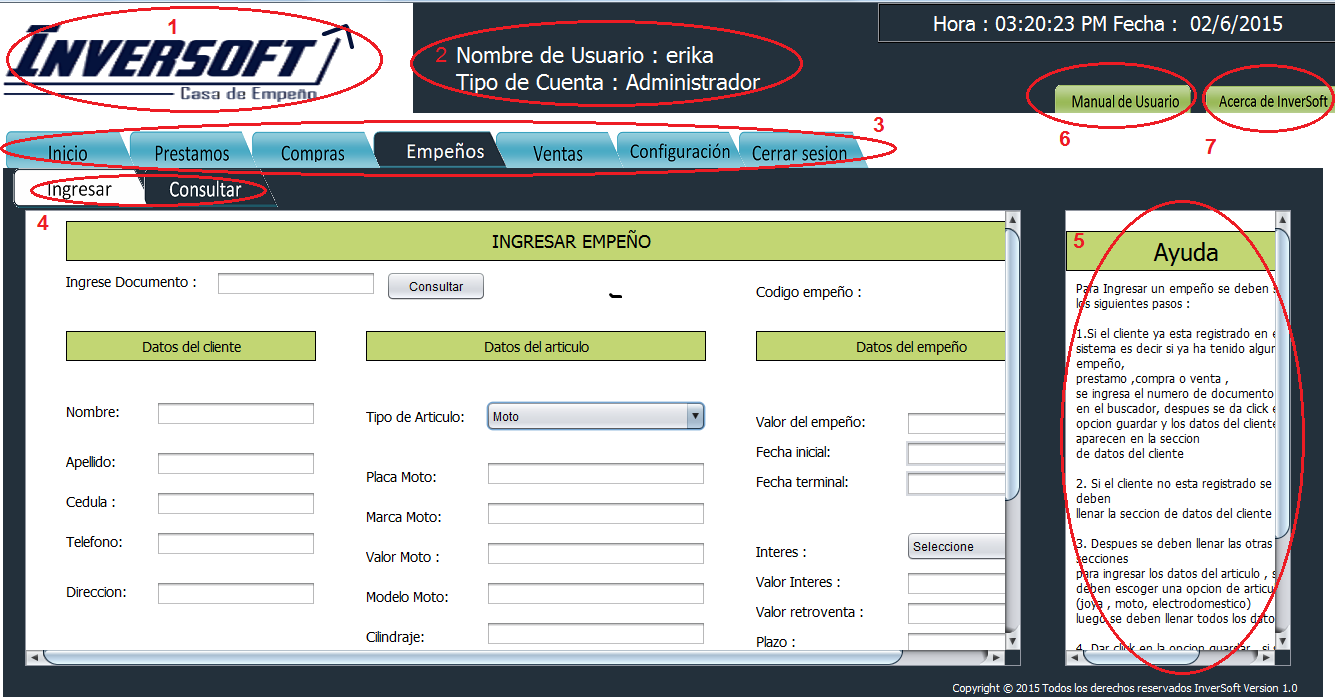 1
INVERSOFT
Casa de Empeño
2 Nombre de Usuario : erika
Tipo de Cuenta : Administrador
Hora : 03:20:23 PM Fecha : 02/6/2015
Manual de Usuario
Acerca de InverSoft
6
7
3
Inicio
Prestamos
Compras
Empeños
Ventas
Configuración
Cerrar sesion
Ingresar
Consultar
4
INGRESAR EMPEÑO
Ingrese Documento :
Consultar
Codigo empeño :
Datos del cliente
Nombre:
Apellido:
Cedula :
Telefono:
Direccion:
Datos del articulo
Tipo de Articulo:
Moto
Placa Moto:
Marca Moto:
Valor Moto :
Modelo Moto:
Cilindraje:
Datos del empeño
Valor del empeño:
Fecha inicial:
Fecha terminal:
Interes :
Seleccione
Valor Interes :
Valor retroventa :
Plazo :
5
Ayuda
Para Ingresar un empeño se deben
los siguientes pasos :
1.Si el cliente ya esta registrado en
sistema es decir si ya ha tenido
empeño,
prestamo ,compra o venta ,
se ingresa el numero de documento
en el buscador, despues se da click
opcion guardar y los datos del cliente
aparecen en la seccion
de datos del cliente
2. Si el cliente no esta registrado se
deben
llenar la seccion de datos del cliente
3. Despues se deben llenar las otras
secciones
para ingresar los datos del articulo ,
deben escoger una opcion de
(joya , moto, electrodomestico)
luego se deben llenar todos los
4. Dar click en la opcion guardar , si
Copyright © 2015 Todos los derechos reservados InverSoft Version 1.0